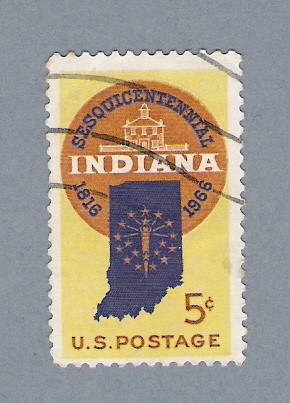 SESQUICENTENNIAL
INDIANA
1816 1966
5¢
U.S. POSTAGE